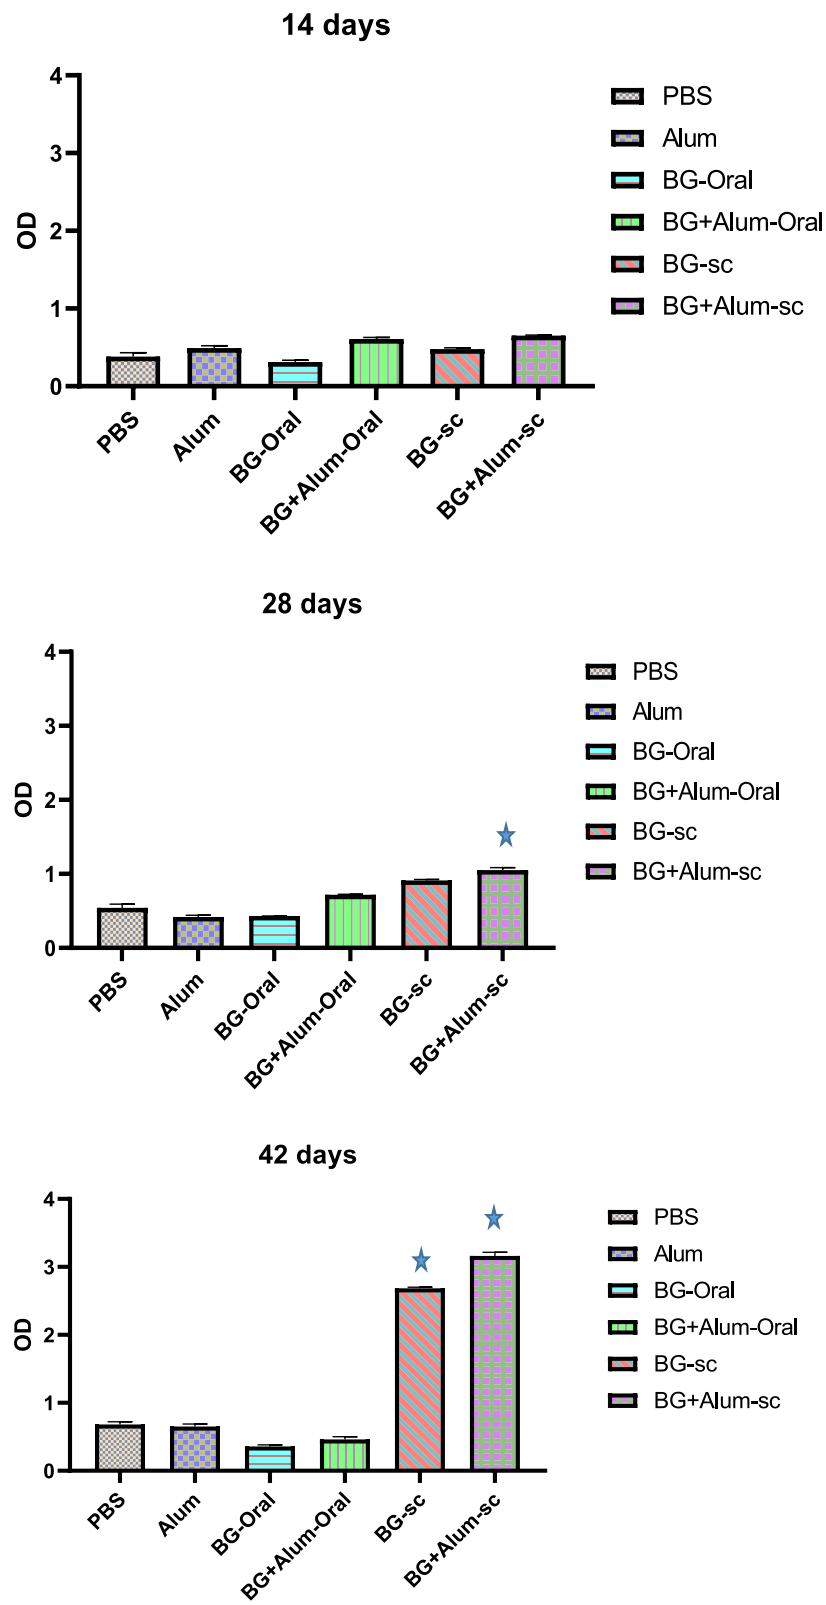 14 days
4
3
2
1
0
OD
PBS
Alum
BG-Oral
BG+Alum-Oral
BG-sc
BG+Alum-sc
PBS
Alum
BG-Oral
BG+Alum-Oral
BG-sc
BG+Alum-sc
28 days
4
3
2
1
0
OD
PBS
Alum
BG-Oral
BG+Alum-Oral
BG-sc
BG+Alum-sc
PBS
Alum
BG-Oral
BG+Alum-Oral
BG-sc
BG+Alum-sc
42 days
4
3
2
1
0
OD
PBS
Alum
BG-Oral
BG+Alum-Oral
BG-sc
BG+Alum-sc
PBS
Alum
BG-Oral
BG+Alum-Oral
BG-sc
BG+Alum-sc